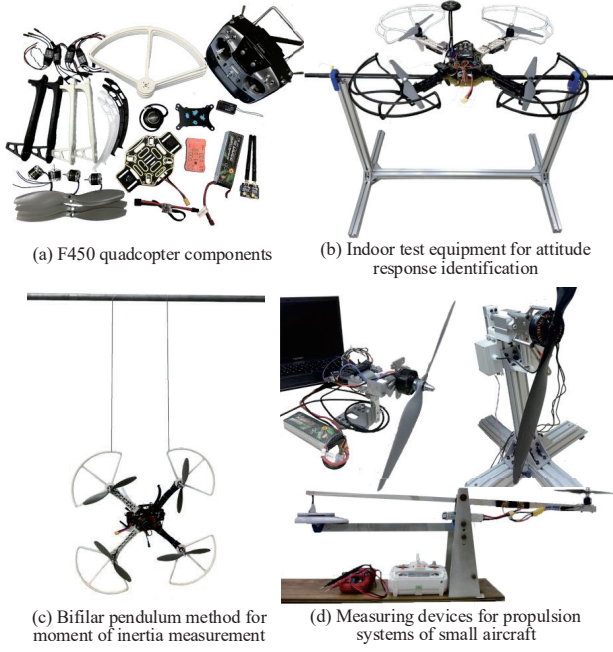 (a) F450 quadcopter components
(b) Indoor test equipment for attitude
response identification
(c) Bifilar pendulum method for
moment of inertia measurement
(d) Measuring devices for propulsion
systems of small aircraft